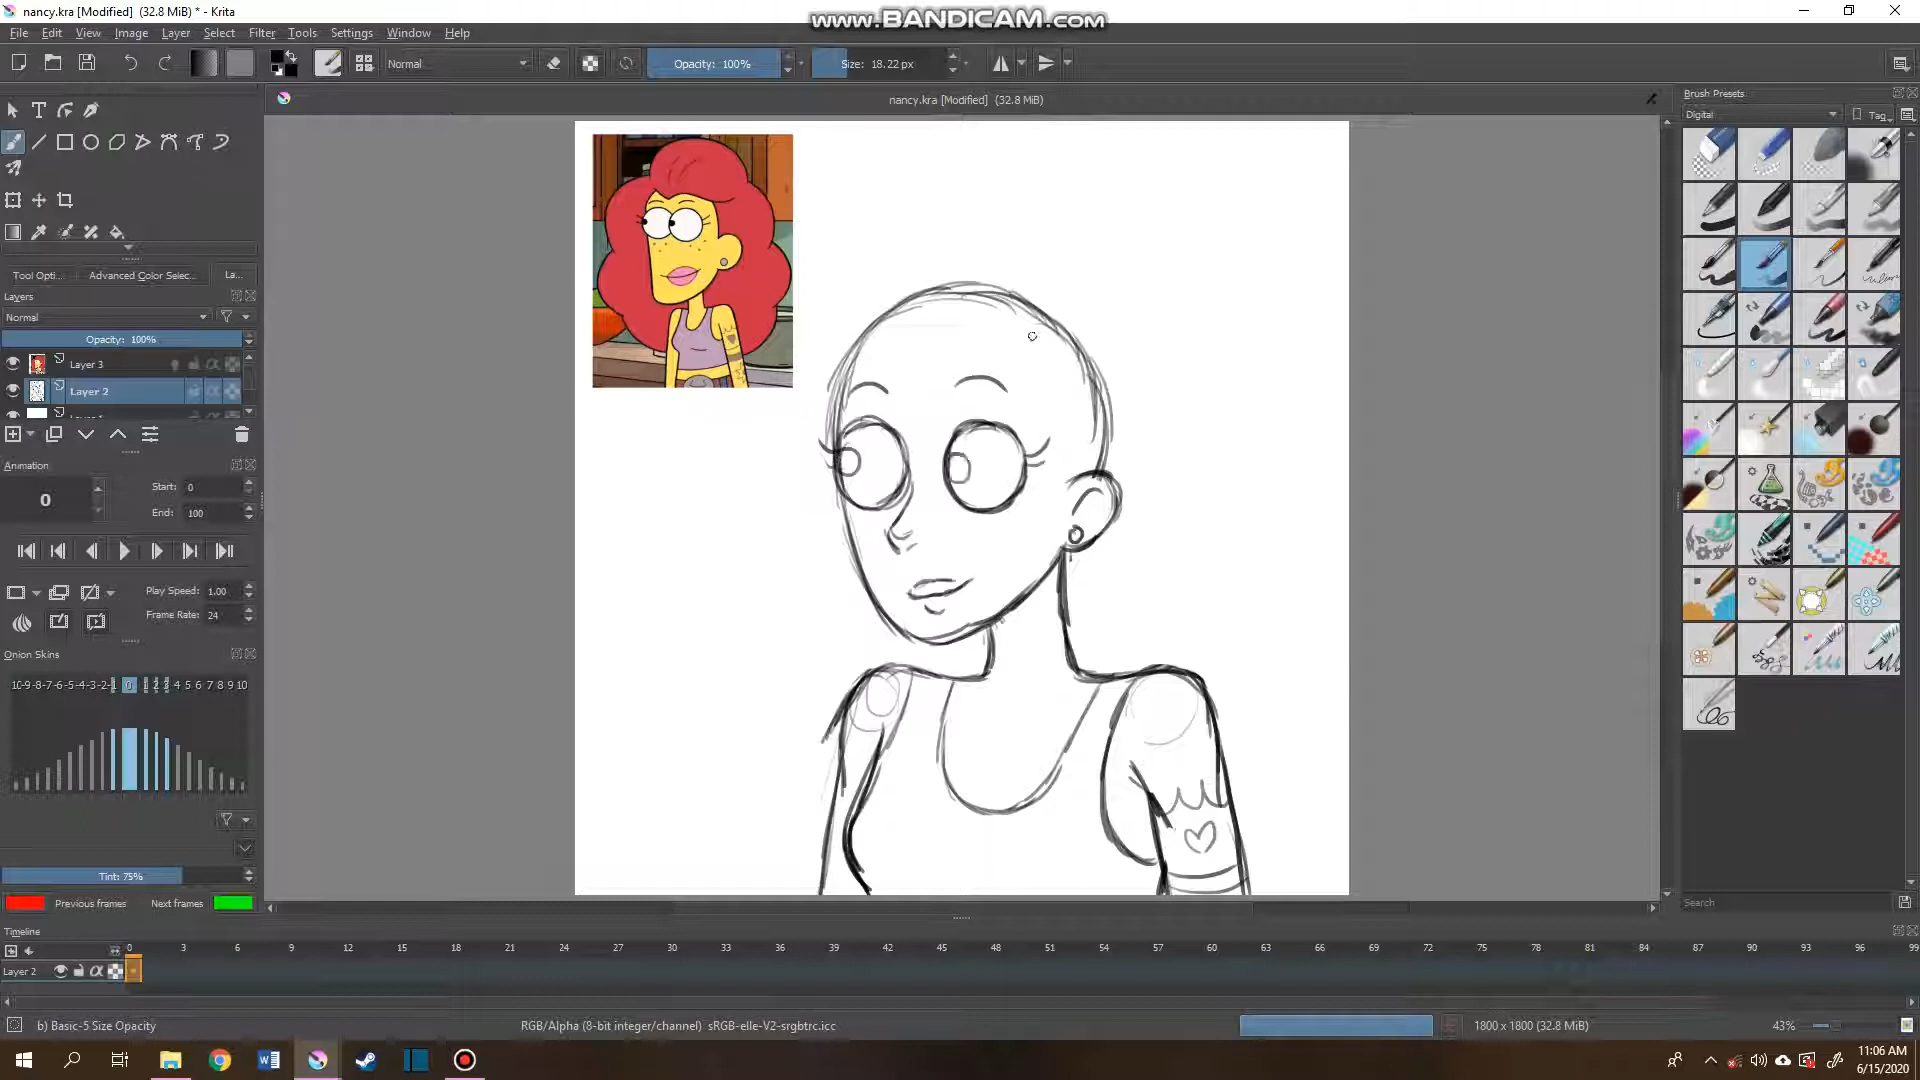 nancy.kra [Modified] (32.8 MiB) * - Krita
www.BANDICAM.com
File Edit View Image Layer Select Filter Tools Settings Window Help
Normal
Opacity: 100%
Size: 18.22 px
nancy.kra [Modified] (32.8 MiB)
Brush Presets
Digital
Tag
Tool Opti...
Advanced Color Selec...
La...
Layers
Normal
Opacity: 100%
Layer 3
Layer 2
Animation
0
Start: 0
End: 100
Play Speed: 1.00
Frame Rate: 24
Onion Skins
10-9-8-7-6-5-4-3-2-1 0 1 2 3 4 5 6 7 8 9 10
Tint: 75%
Previous frames
Next frames
Search
Timeline
0 3 6 9 12 15 18 21 24 27 30 33 36 39 42 45 48 51 54 57 60 63 66 69 72 75 78 81 84 87 90 93 96 99
Layer 2
b) Basic-5 Size Opacity
RGB/Alpha (8-bit integer/channel) sRGB-elle-V2-srgbtrc.icc
1800 x 1800 (32.8 MiB)
43%
11:06 AM
6/15/2020